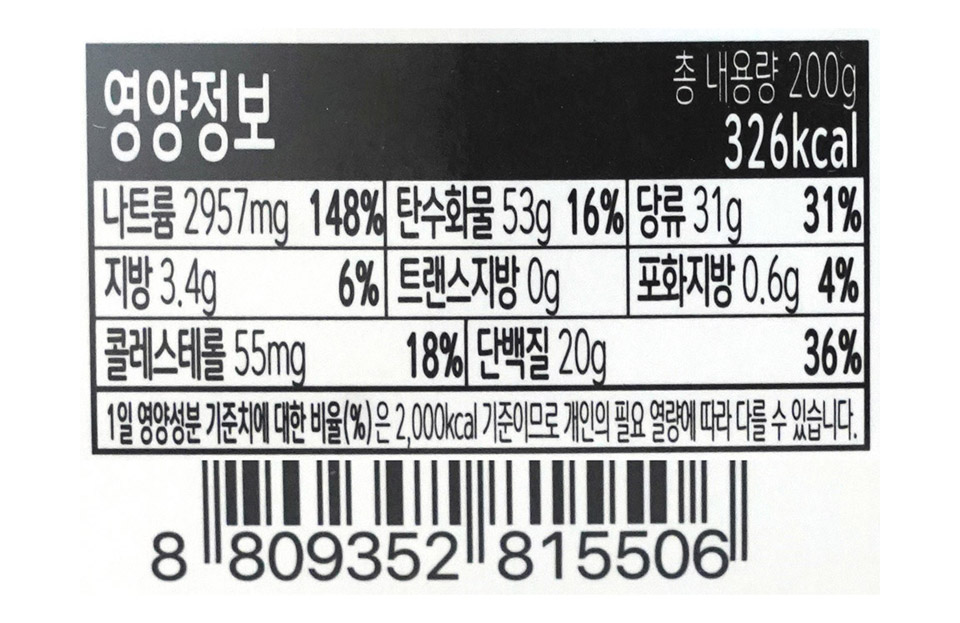 영양정보
총 내용량 200g
326kcal
나트륨 2957mg 148% 탄수화물 53g 16% 당류 31g 31%
지방 3.4g 6% 트랜스지방 0g 포화지방 0.6g 4%
콜레스테롤 55mg 18% 단백질 20g 36%
1일 영양성분 기준치에 대한 비율(%)은 2,000kcal 기준이므로 개인의 필요 열량에 따라 다를 수 있습니다.
8 809352 815506